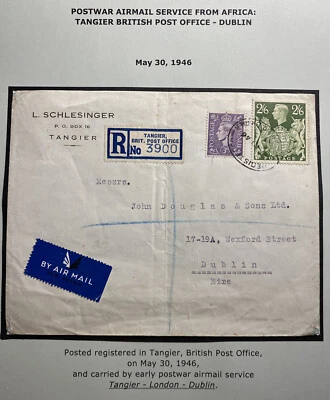 POSTWAR AIRMAIL SERVICE FROM AFRICA:
TANGIER BRITISH POST OFFICE - DUBLIN
May 30, 1946
L. SCHLESINGER
P. O. BOX 16
TANGIER
R
TANGIER,
BRIT. POST OFFICE
No 3900
POSTAGE
2/6 2/6
Messrs.
John Douglas & Sons Ltd.
17-19A, Wexford Street
Dublin
Eire
BY AIR MAIL
Posted registered in Tangier, British Post Office,
on May 30, 1946,
and carried by early postwar airmail service
Tangier - London - Dublin.